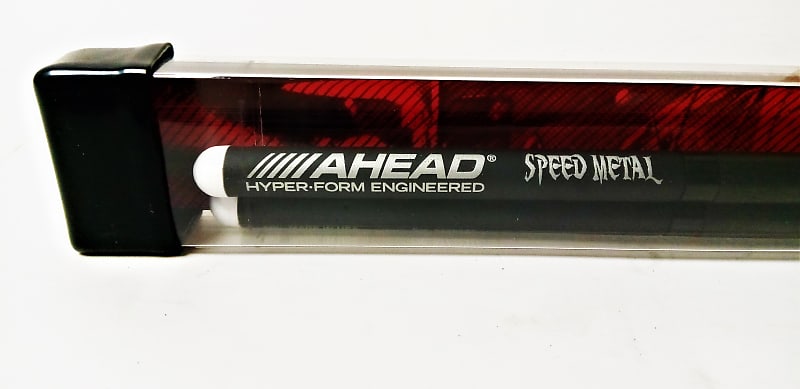 AHEAD® SPEED METAL
HYPER·FORM ENGINEERED